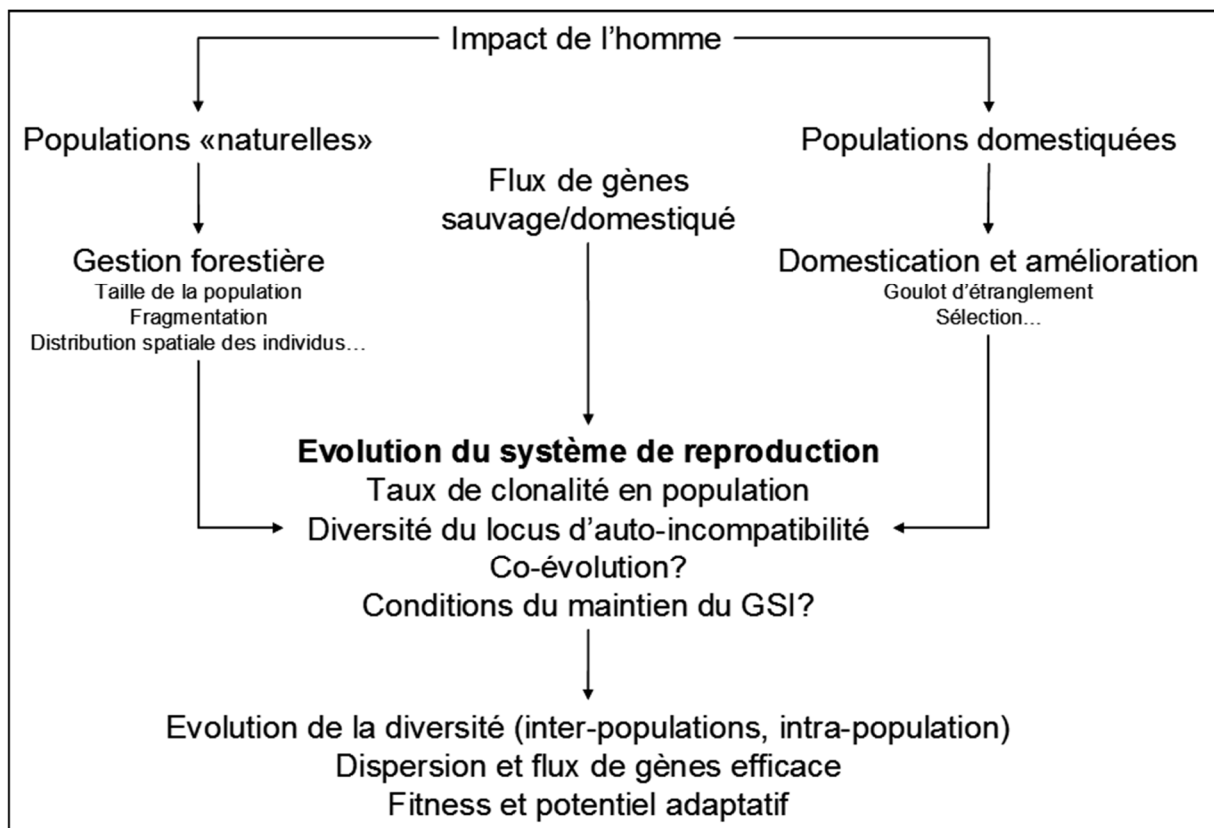 Impact de l'homme
Populations «naturelles»
Populations domestiquées
Flux de gènes
sauvage/domestiqué
Gestion forestière
Taille de la population
Fragmentation
Distribution spatiale des individus...
Domestication et amélioration
Goulot d'étranglement
Sélection...
Evolution du système de reproduction
Taux de clonalité en population
Diversité du locus d'auto-incompatibilité
Co-évolution?
Conditions du maintien du GSI?
Evolution de la diversité (inter-populations, intra-population)
Dispersion et flux de gènes efficace
Fitness et potentiel adaptatif